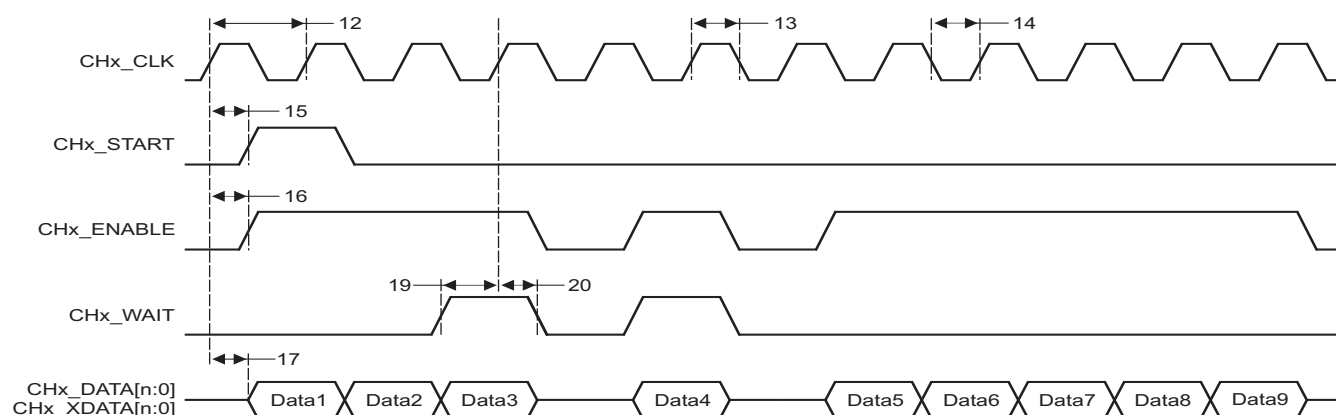 12
13
14
CHx_CLK
15
CHx_START
16
CHx_ENABLE
19
20
CHx_WAIT
17
CHx_DATA[n:0]
CHx_XDATA[n:0]
Data1 Data2 Data3 Data4 Data5 Data6 Data7 Data8 Data9